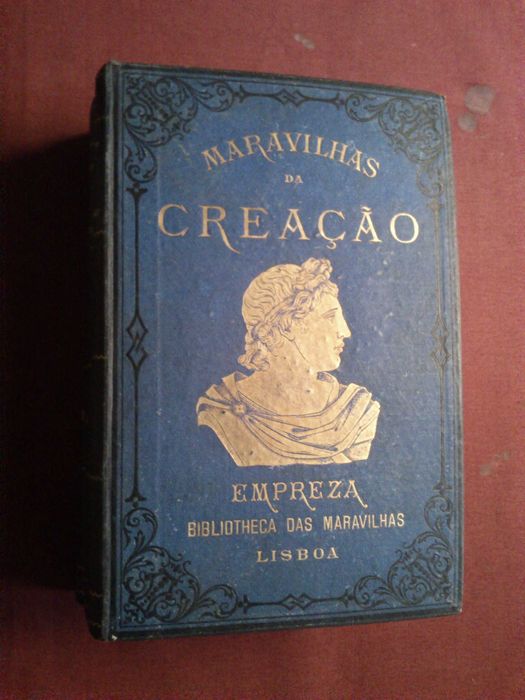 MARAVILHAS
DA
CREAÇÃO
EMPREZA
BIBLIOTHECA DAS MARAVILHAS
LISBOA